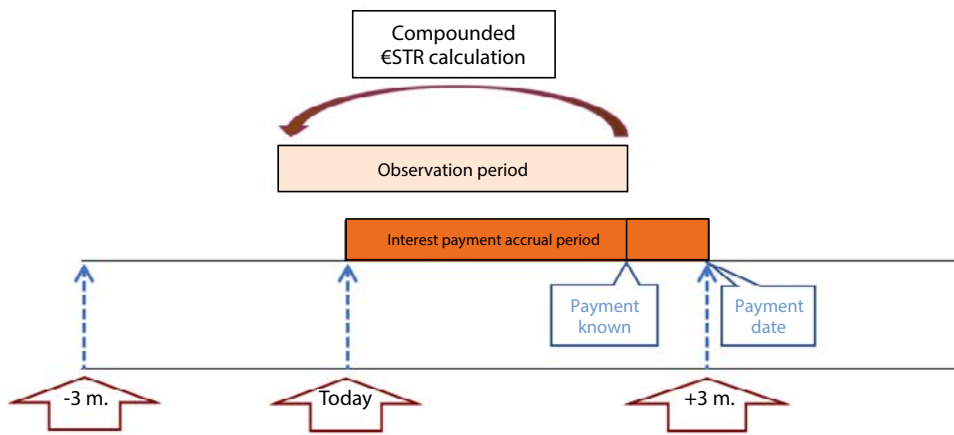 Compounded
€STR calculation
Observation period
Interest payment accrual period
Payment
known
Payment
date
-3 m.
Today
+3 m.